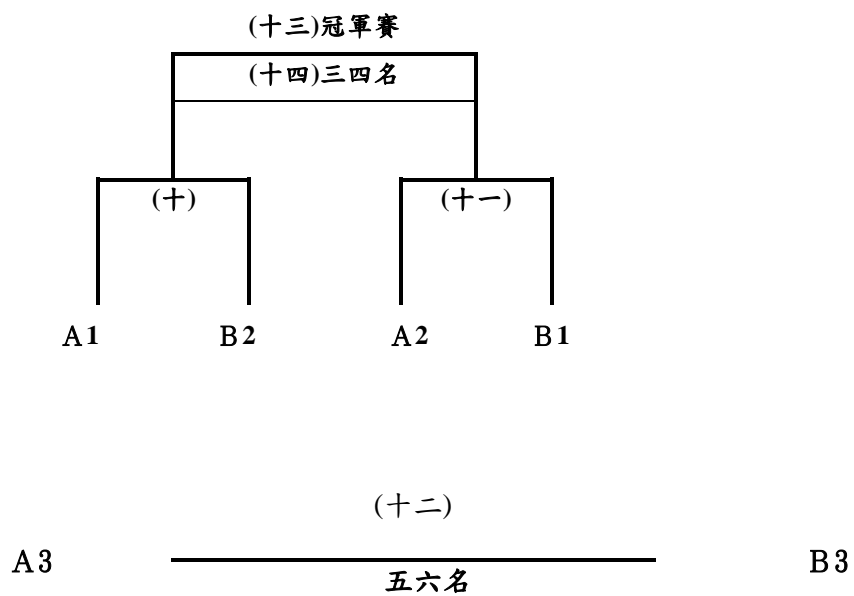 (十三)冠軍賽
(十四)三四名
(十) (十一)
A1 B2 A2 B1
(十二)
A3 B3
五六名